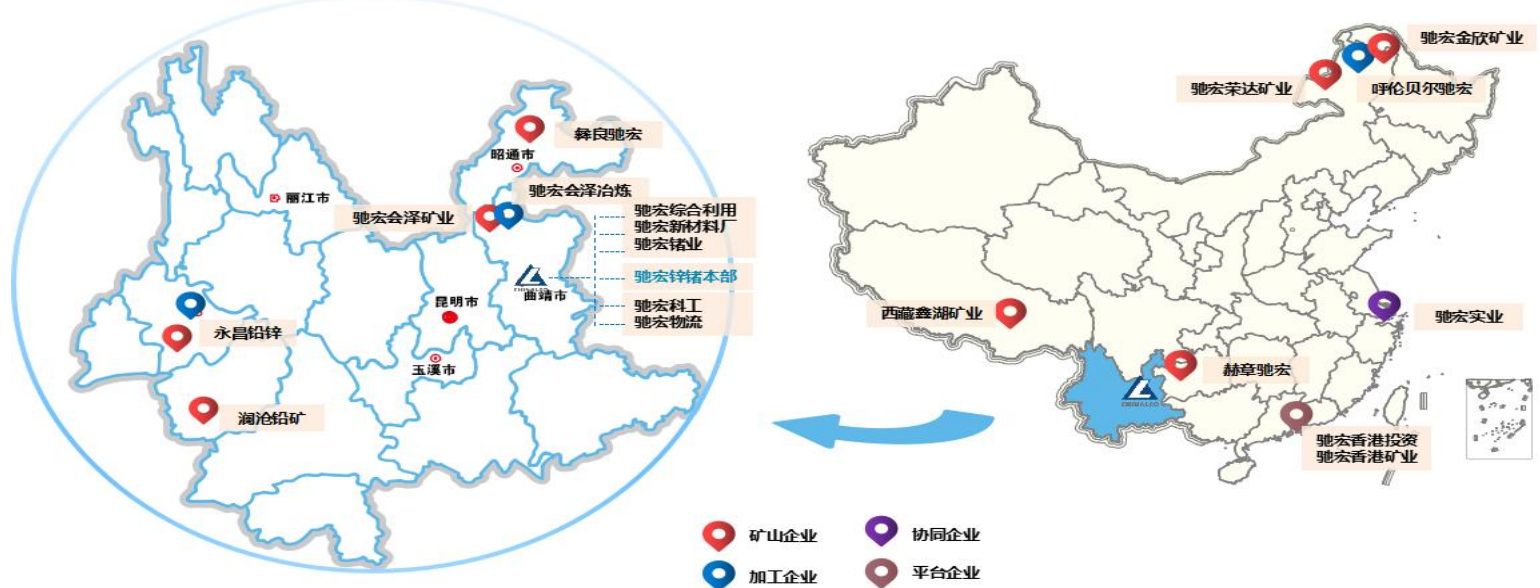 彝良驰宏
昭通市
驰宏会泽冶炼
丽江市
驰宏会泽矿业
驰宏综合利用
驰宏新材料厂
驰宏锗业
驰宏锌锗本部
CHINALCO
曲靖市
昆明市
驰宏科工
驰宏物流
永昌铅锌
玉溪市
澜沧铅矿
驰宏金欣矿业
驰宏荣达矿业
呼伦贝尔驰宏
西藏鑫湖矿业
驰宏实业
赫章驰宏
CHINALCO
驰宏香港投资
驰宏香港矿业
矿山企业
协同企业
加工企业
平台企业